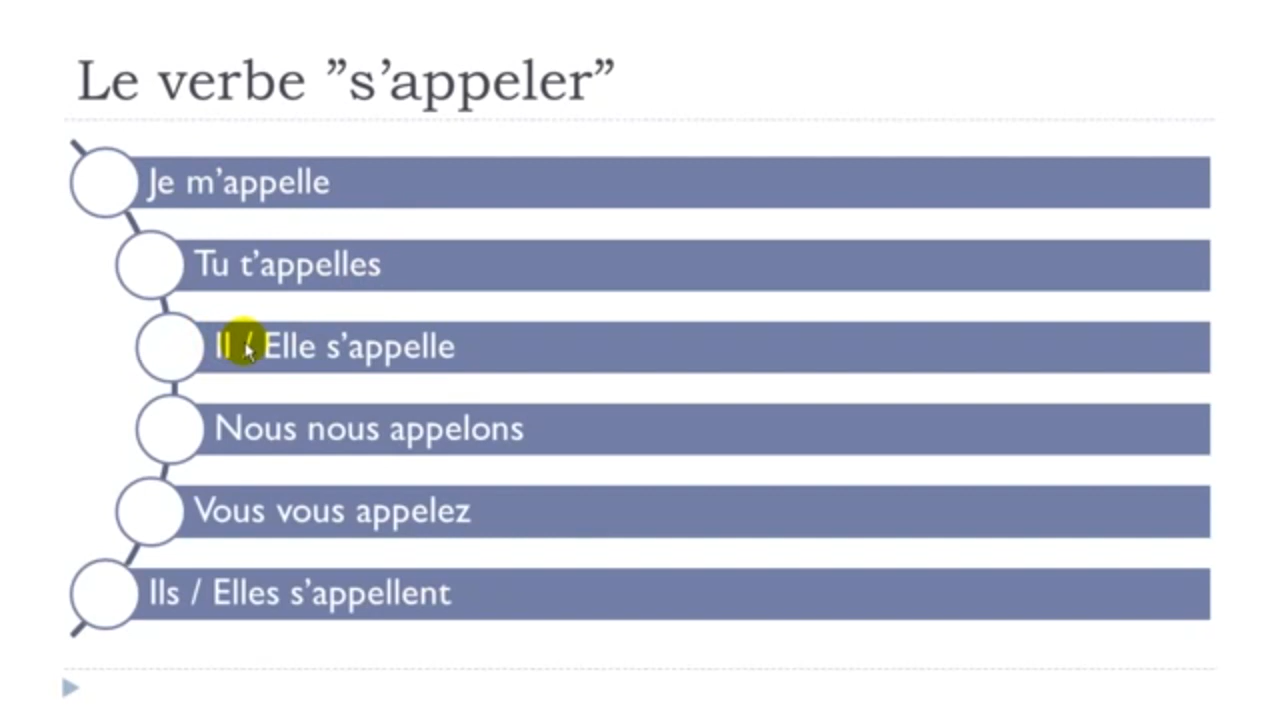 Le verbe ”s’appeler”
Je m’appelle
Tu t’appelles
Il / Elle s’appelle
Nous nous appelons
Vous vous appelez
Ils / Elles s’appellent